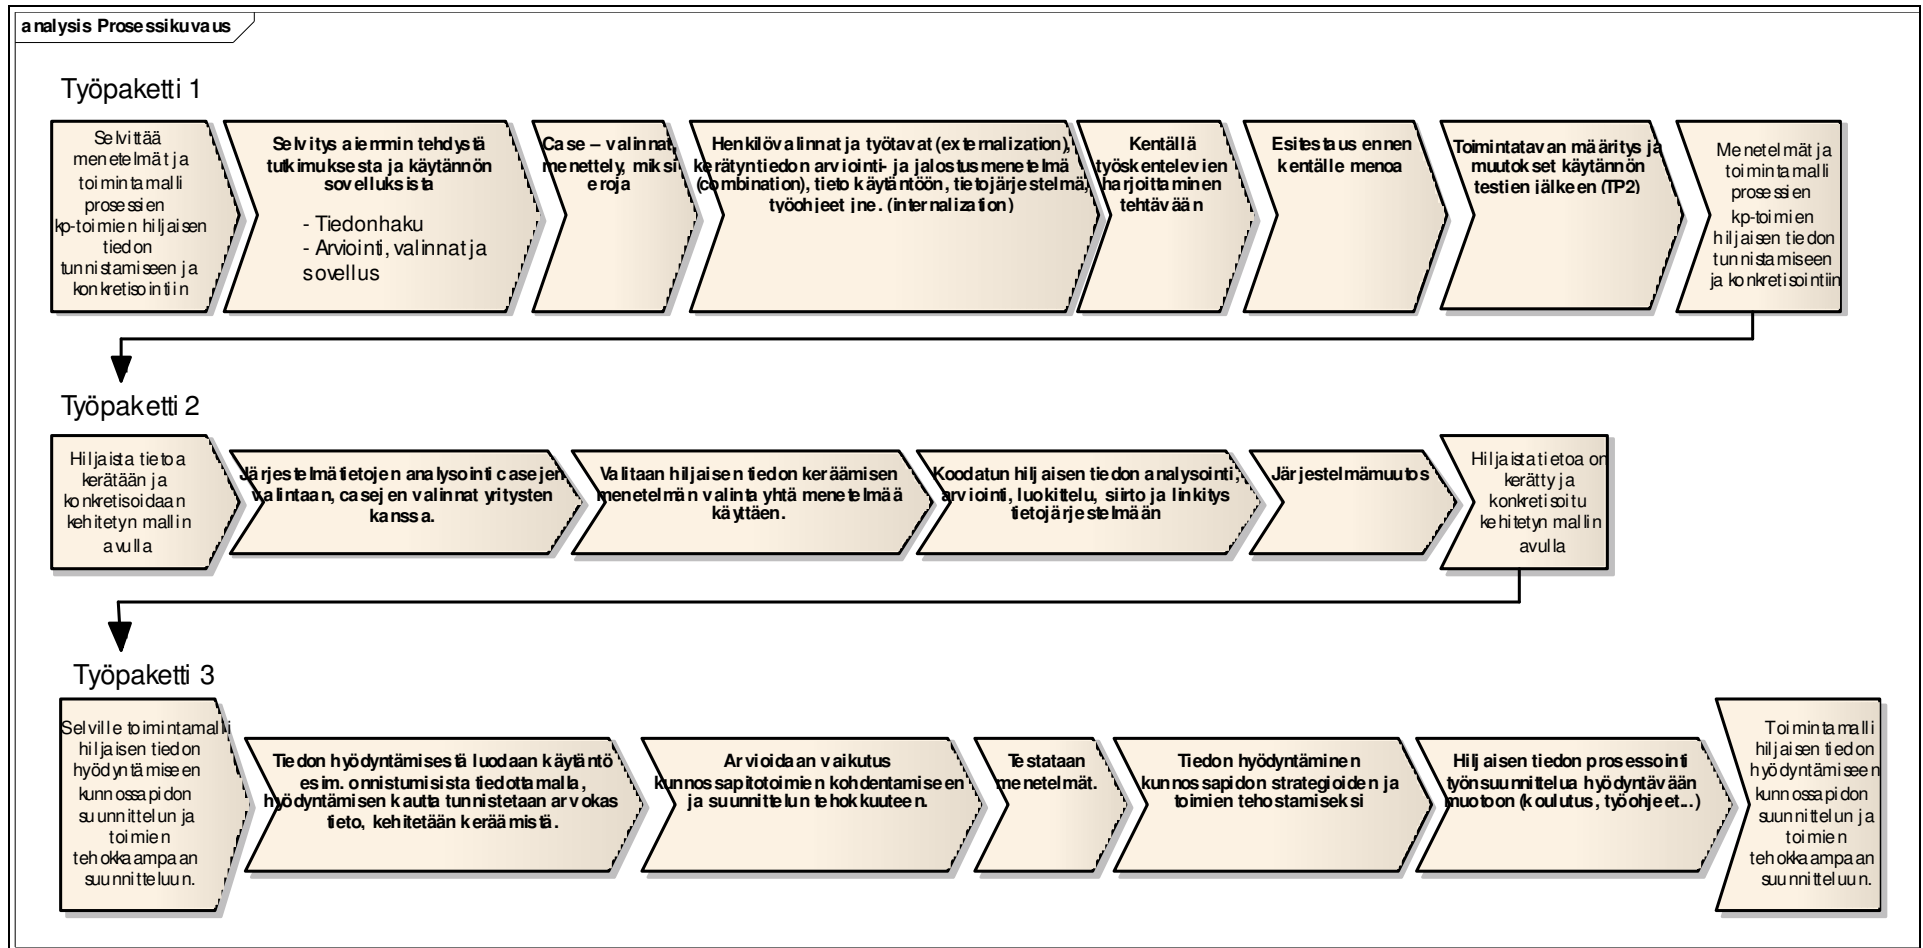 analysis Prosessikuvaus
Työpaketti 1
Selvittää
menetelmät ja
toimintamalli
prosessien
kp-toimien hiljaisen
tiedon
tunnistamiseen ja
konkretisointiin
Selvitys aiemmin tehdystä
tutkimuksesta ja käytännön
sovelluksista
- Tiedonhaku
- Arviointi, valinnat ja
sovellus
Case – valinnat,
menettely, miksi
eroja
Henkilövalinnat ja työtavat (externalization),
kerätyntiedon arviointi- ja jalostusmenetelmä
(combination), tieto käytäntöön, tietojärjestelmä,
työohjeet jne. (internalization)
Kentällä
työskentelevien
harjoittaminen
tehtävään
Esitestaus ennen
kentälle menoa
Toimintatavan määritys ja
muutokset käytännön
testien jälkeen (TP2)
Menetelmät ja
toimintamalli
prosessien
kp-toimien
hiljaisen tiedon
tunnistamiseen
ja konkretisointiin
Työpaketti 2
Hiljaista tietoa
kerätään ja
konkretisoidaan
kehitetyn mallin
avulla
Järjestelmätietojen analysointi casejen
valintaan, casejen valinnat yritysten
kanssa.
Valitaan hiljaisen tiedon keräämisen
menetelmän valinta yhtä menetelmää
käyttäen.
Koodatun hiljaisen tiedon analysointi,
arviointi, luokittelu, siirto ja linkitys
tietojärjestelmään
Järjestelmämuutos
Hiljaista tietoa on
kerätty ja
konkretisoitu
kehitetyn mallin
avulla
Työpaketti 3
Selville toimintamalli
hiljaisen tiedon
hyödyntämiseen
kunnossapidon
suunnittelun ja
toimien
tehokkaampaan
suunnitteluun.
Tiedon hyödyntämisestä luodaan käytäntö
esim. onnistumisista tiedottamalla,
hyödyntämisen kautta tunnistetaan arvokas
tieto, kehitetään keräämistä.
Arvioidaan vaikutus
kunnossapitotoimien kohdentamiseen
ja suunnittelun tehokkuuteen.
Testataan
menetelmät.
Tiedon hyödyntäminen
kunnossapidon strategioiden ja
toimien tehostamiseksi
Hiljaisen tiedon prosessointi
työnsuunnittelua hyödyntävään
muotoon (koulutus, työohjeet...)
Toimintamalli
hiljaisen tiedon
hyödyntämiseen
kunnossapidon
suunnittelun ja
toimien
tehokkaampaan
suunnitteluun.